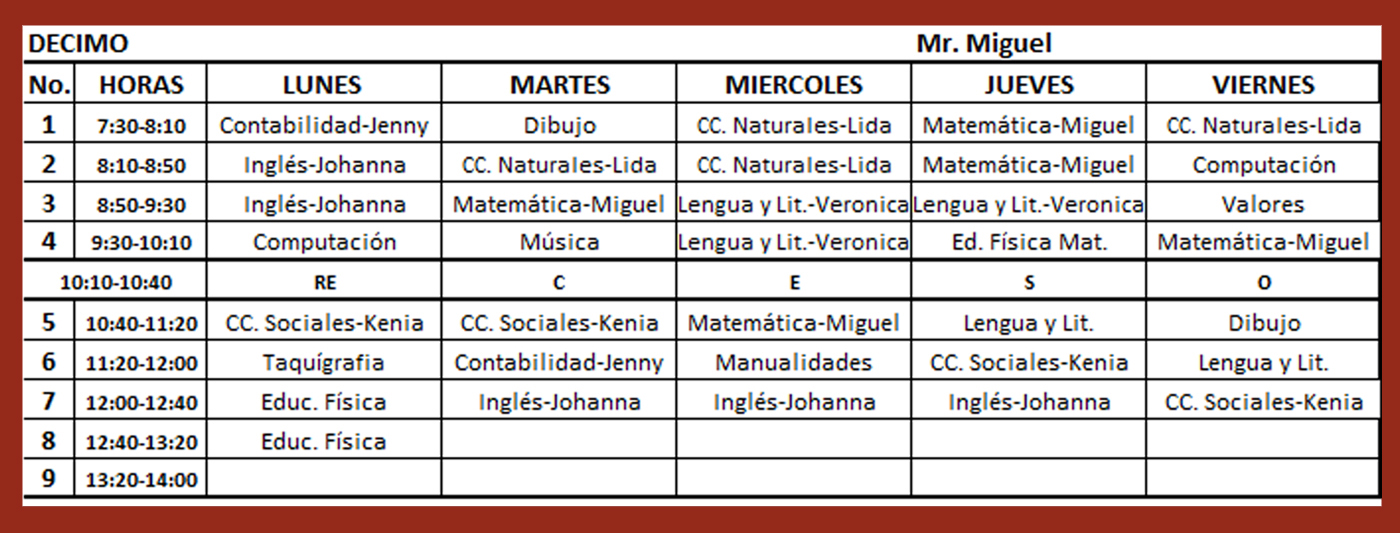 DECIMO Mr. Miguel
No. HORAS LUNES MARTES MIERCOLES JUEVES VIERNES
1 7:30-8:10 Contabilidad-Jenny Dibujo CC. Naturales-Lida Matemática-Miguel CC. Naturales-Lida
2 8:10-8:50 Inglés-Johanna CC. Naturales-Lida CC. Naturales-Lida Matemática-Miguel Computación
3 8:50-9:30 Inglés-Johanna Matemática-Miguel Lengua y Lit.-Veronica Lengua y Lit.-Veronica Valores
4 9:30-10:10 Computación Música Lengua y Lit.-Veronica Ed. Física Mat. Matemática-Miguel
10:10-10:40 RE C E S O
5 10:40-11:20 CC. Sociales-Kenia CC. Sociales-Kenia Matemática-Miguel Lengua y Lit. Dibujo
6 11:20-12:00 Taquígrafia Contabilidad-Jenny Manualidades CC. Sociales-Kenia Lengua y Lit.
7 12:00-12:40 Educ. Física Inglés-Johanna Inglés-Johanna Inglés-Johanna CC. Sociales-Kenia
8 12:40-13:20 Educ. Física
9 13:20-14:00